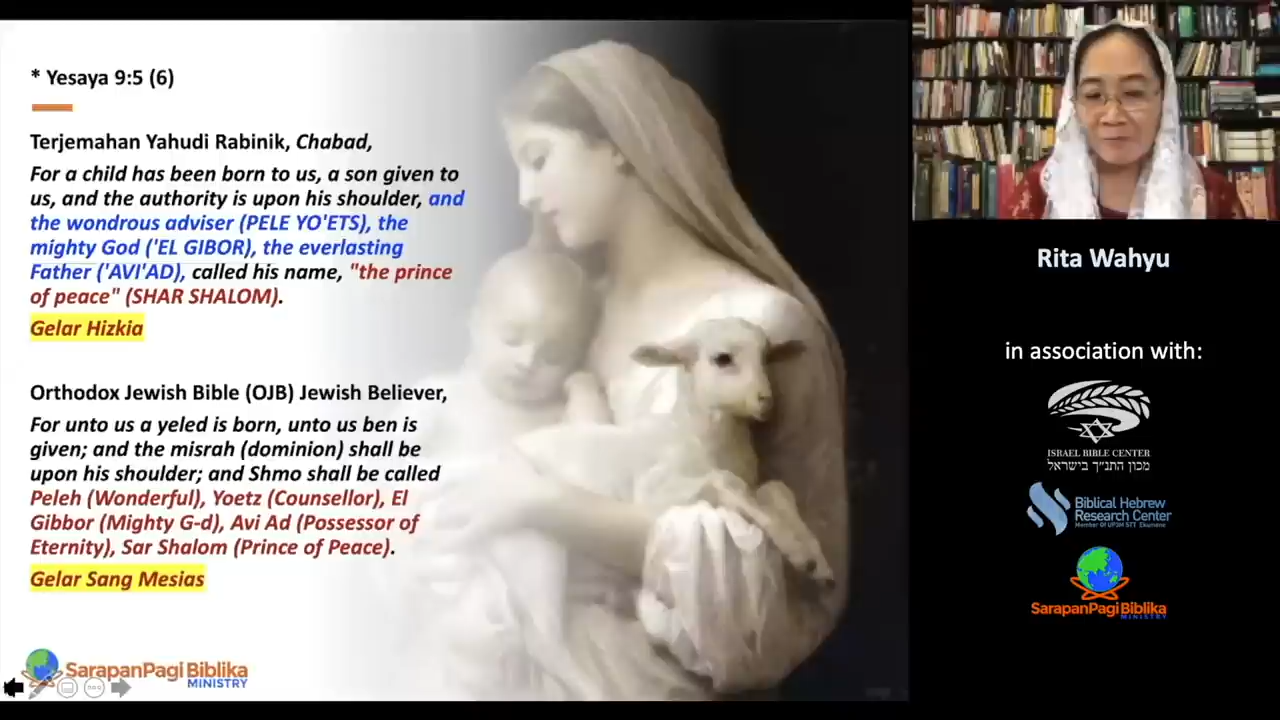 * Yesaya 9:5 (6)
Terjemahan Yahudi Rabinik, Chabad,
For a child has been born to us, a son given to
us, and the authority is upon his shoulder, and
the wondrous adviser (PELE YO'ETS), the
mighty God ('EL GIBOR), the everlasting
Father ('AVI'AD), called his name, "the prince
of peace" (SHAR SHALOM).
Gelar Hizkia
Orthodox Jewish Bible (OJB) Jewish Believer,
For unto us a yeled is born, unto us ben is
given; and the misrah (dominion) shall be
upon his shoulder; and Shmo shall be called
Peleh (Wonderful), Yoetz (Counsellor), El
Gibbor (Mighty G-d), Avi Ad (Possessor of
Eternity), Sar Shalom (Prince of Peace).
Gelar Sang Mesias
SarapanPagi Biblika
MINISTRY
Rita Wahyu
in association with:
ISRAEL BIBLE CENTER
מכון התנ״ך בישראל
Biblical Hebrew
Research Center
Member Of UP3M STT Ekumene
SarapanPagi Biblika
MINISTRY